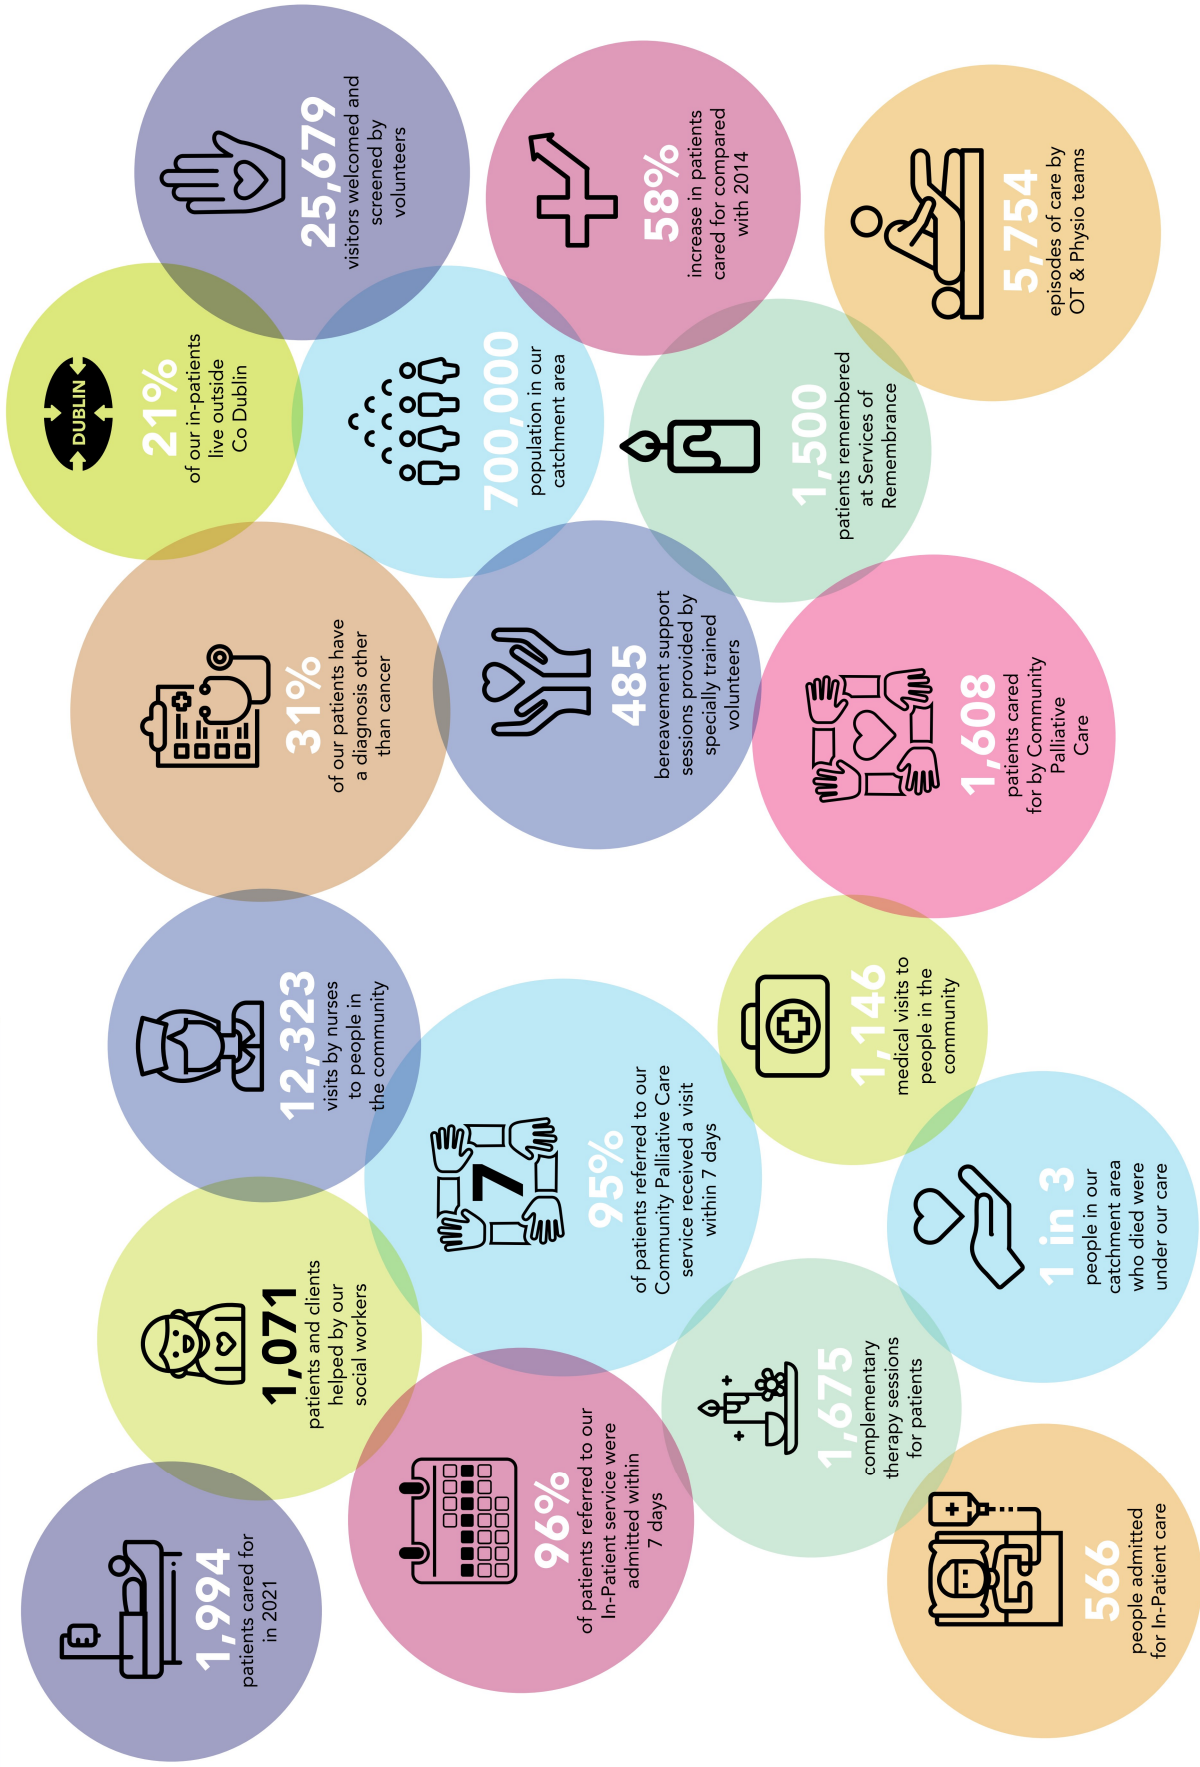 1,994
patients cared for
in 2021
1,071
patients and clients
helped by our
social workers
12,323
visits by nurses
to people in
the community
31%
of our patients have
a diagnosis other
than cancer
DUBLIN
21%
of our in-patients
live outside
Co Dublin
25,679
visitors welcomed and
screened by
volunteers
96%
of patients referred to our
In-Patient service were
admitted within
7 days
7
95%
of patients referred to our
Community Palliative Care
service received a visit
within 7 days
485
bereavement support
sessions provided by
specially trained
volunteers
700,000
population in our
catchment area
58%
increase in patients
cared for compared
with 2014
1,675
complementary
therapy sessions
for patients
1,146
medical visits to
people in the
community
1,608
patients cared
for by Community
Palliative
Care
1,500
patients remembered
at Services of
Remembrance
5,754
episodes of care by
OT & Physio teams
566
people admitted
for In-Patient care
1 in 3
people in our
catchment area
who died were
under our care